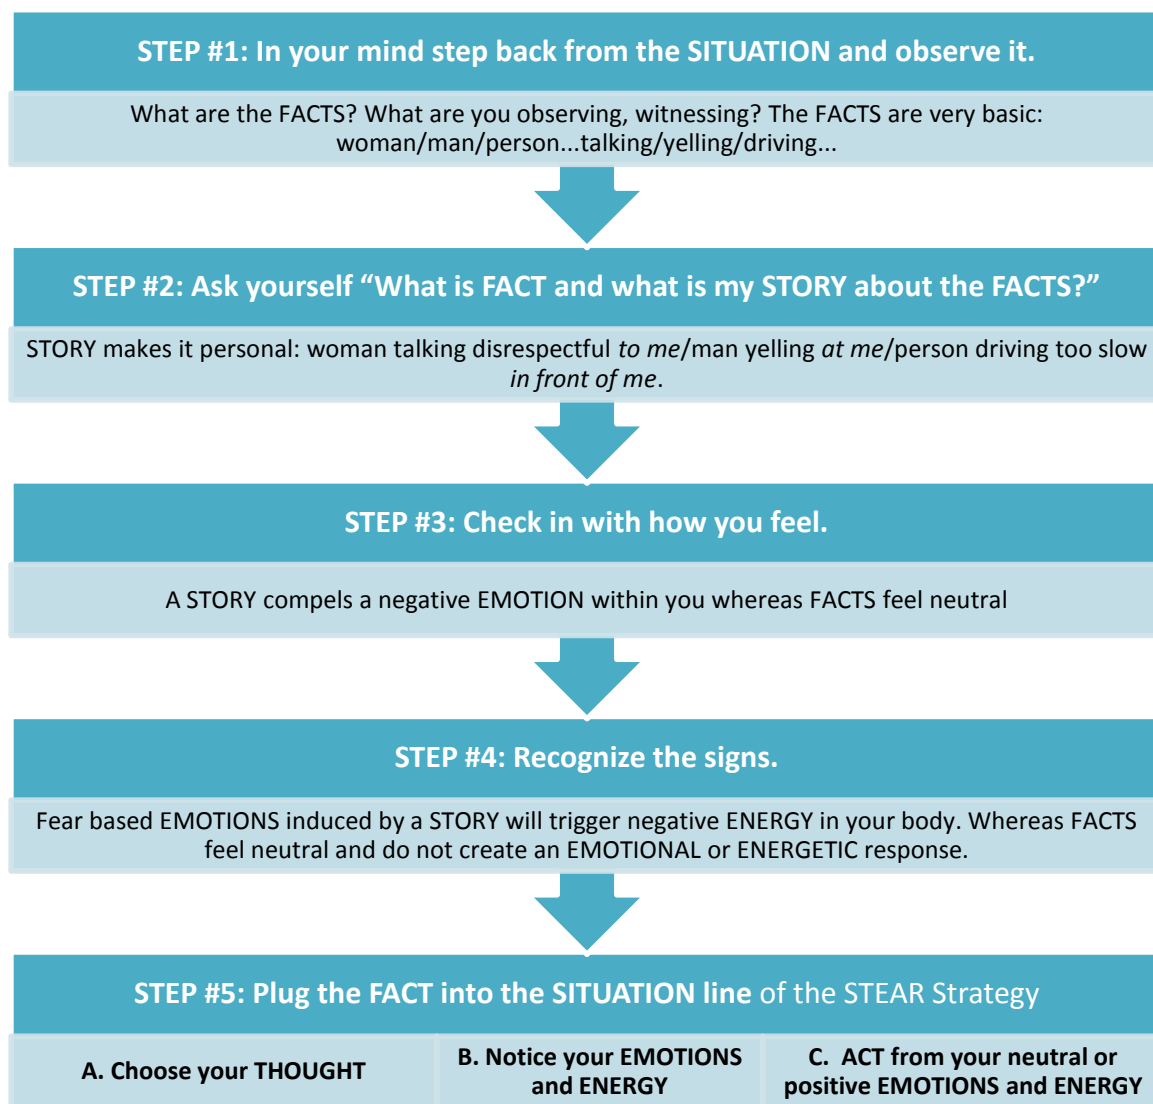 STEP #1: In your mind step back from the SITUATION and observe it.
What are the FACTS? What are you observing, witnessing? The FACTS are very basic:
woman/man/person...talking/yelling/driving...
STEP #2: Ask yourself “What is FACT and what is my STORY about the FACTS?”
STORY makes it personal: woman talking disrespectful to me/man yelling at me/person driving too slow
in front of me.
STEP #3: Check in with how you feel.
A STORY compels a negative EMOTION within you whereas FACTS feel neutral
STEP #4: Recognize the signs.
Fear based EMOTIONS induced by a STORY will trigger negative ENERGY in your body. Whereas FACTS
feel neutral and do not create an EMOTIONAL or ENERGETIC response.
STEP #5: Plug the FACT into the SITUATION line of the STEAR Strategy
A. Choose your THOUGHT
B. Notice your EMOTIONS
and ENERGY
C. ACT from your neutral or
positive EMOTIONS and ENERGY